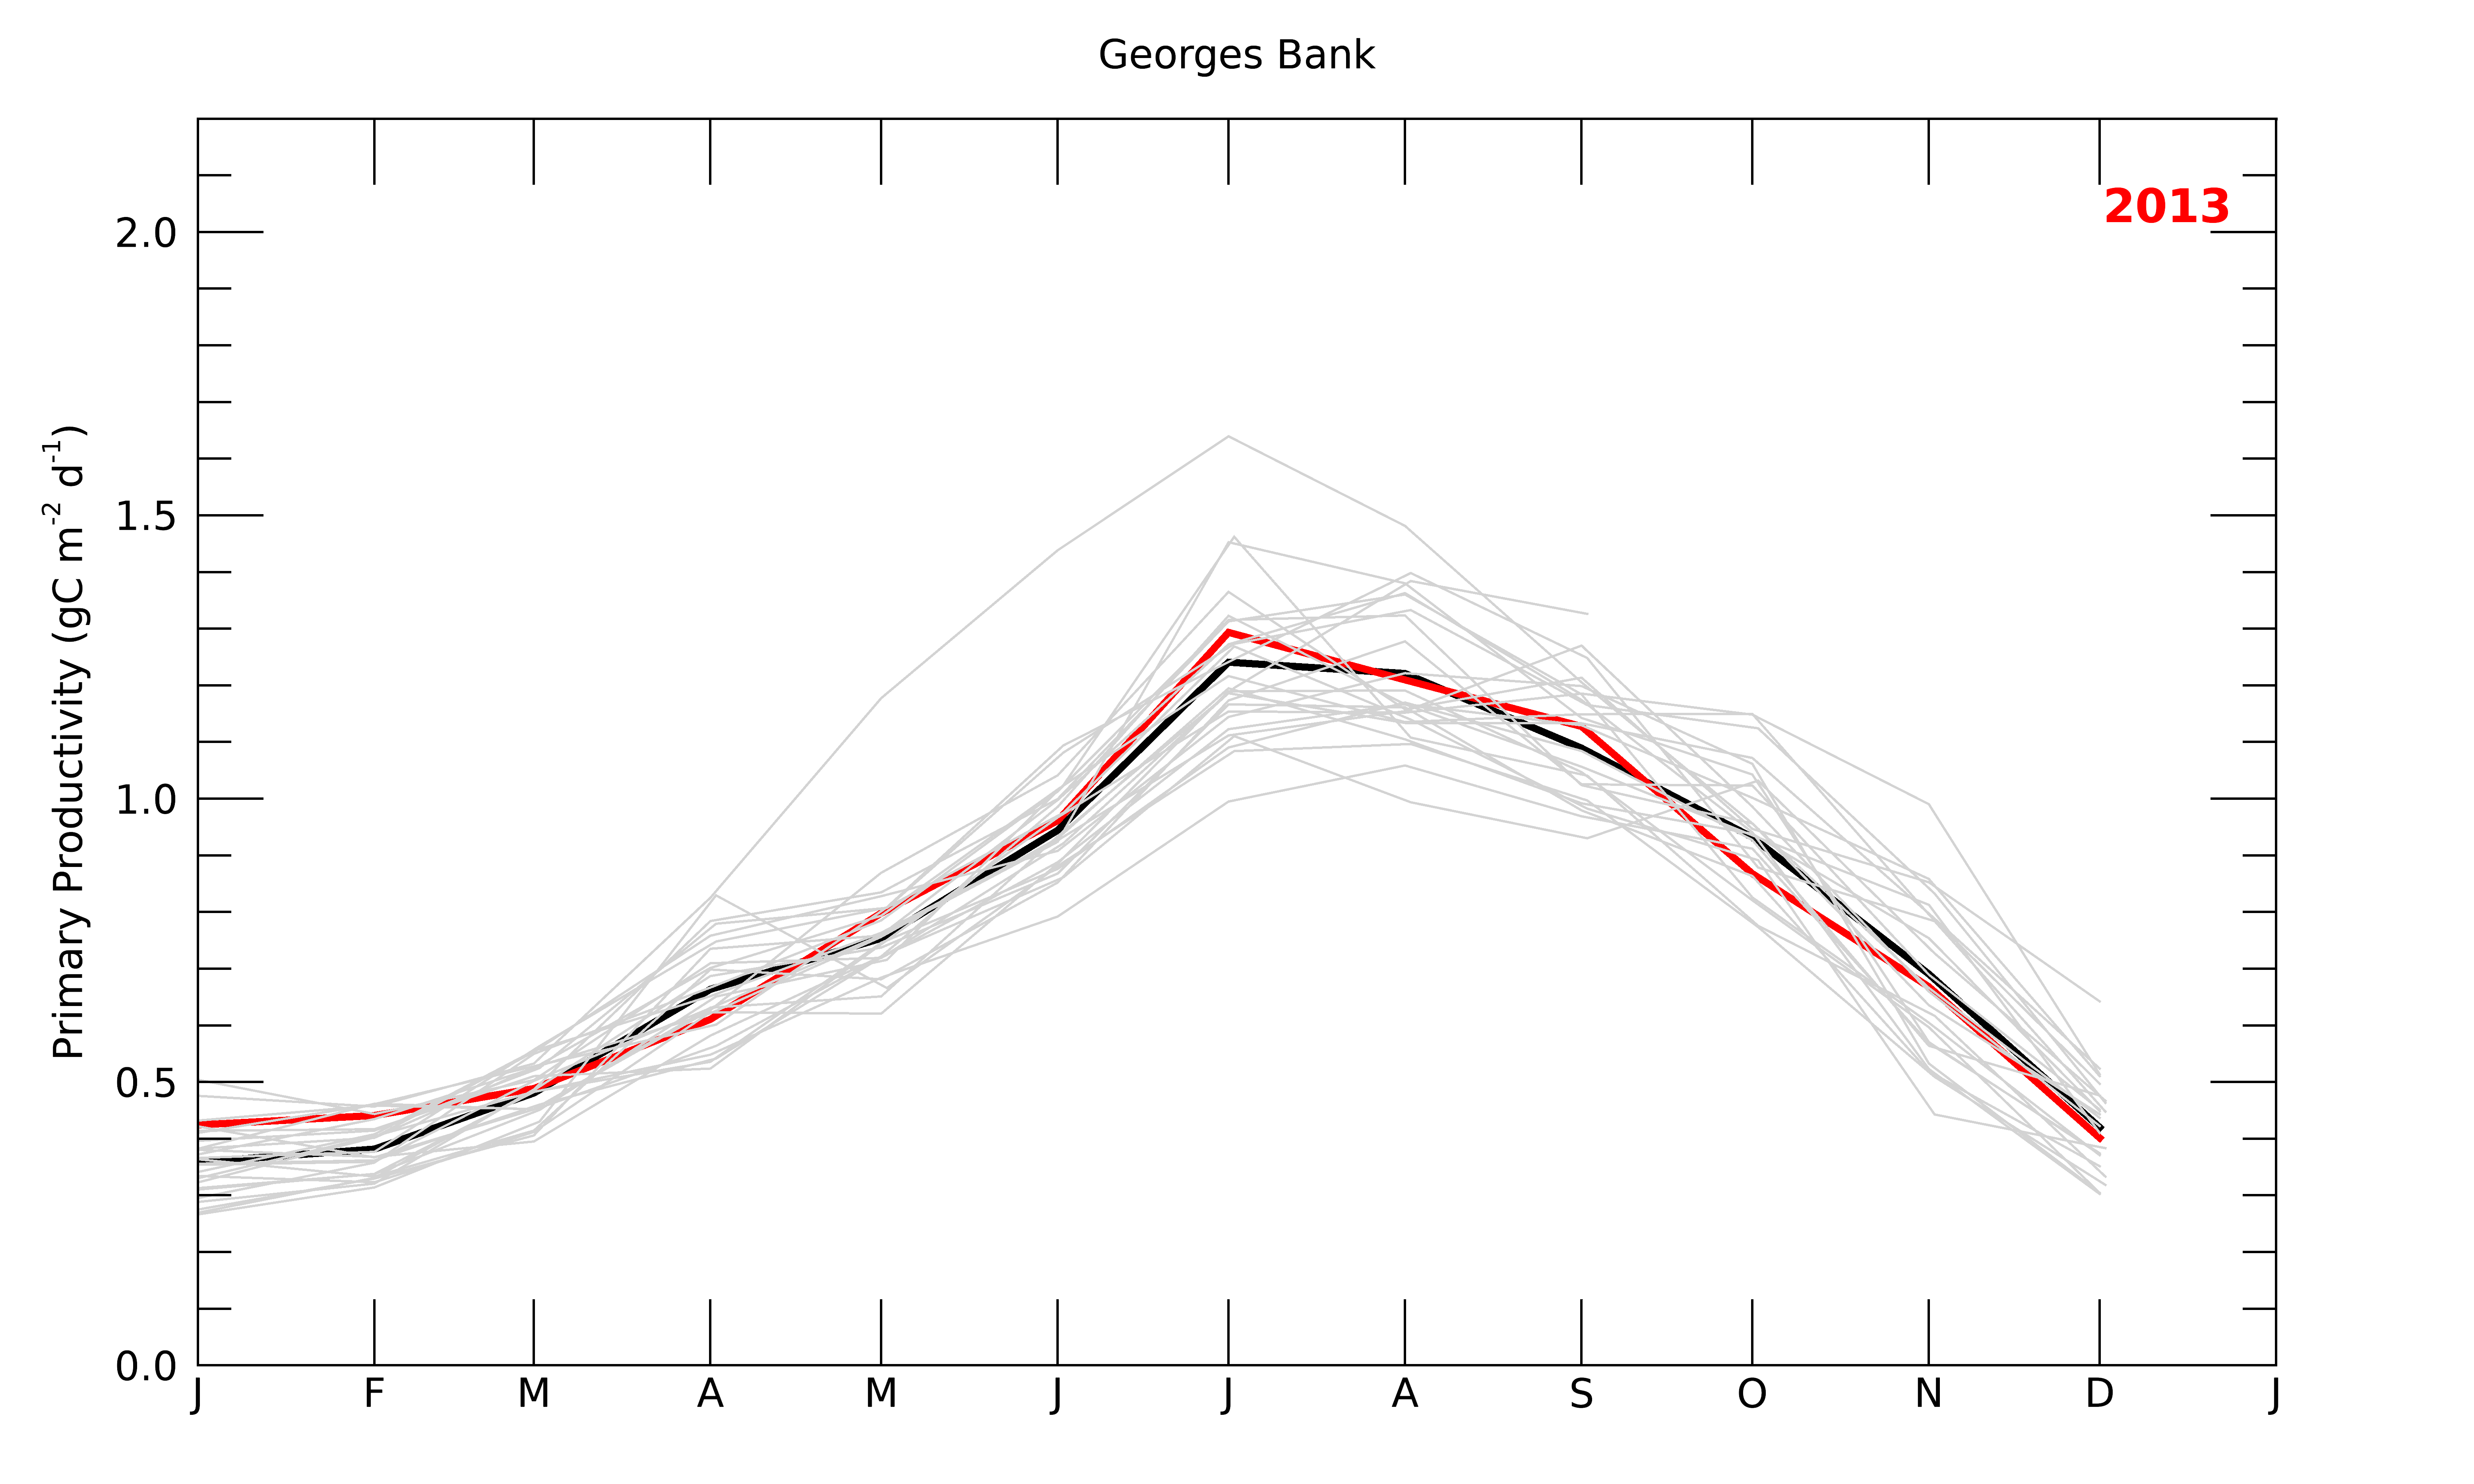 Georges Bank
2013
2.0
1.5
1.0
0.5
0.0
Primary Productivity (gC m⁻² d⁻¹)
J F M A M J J A S O N D J